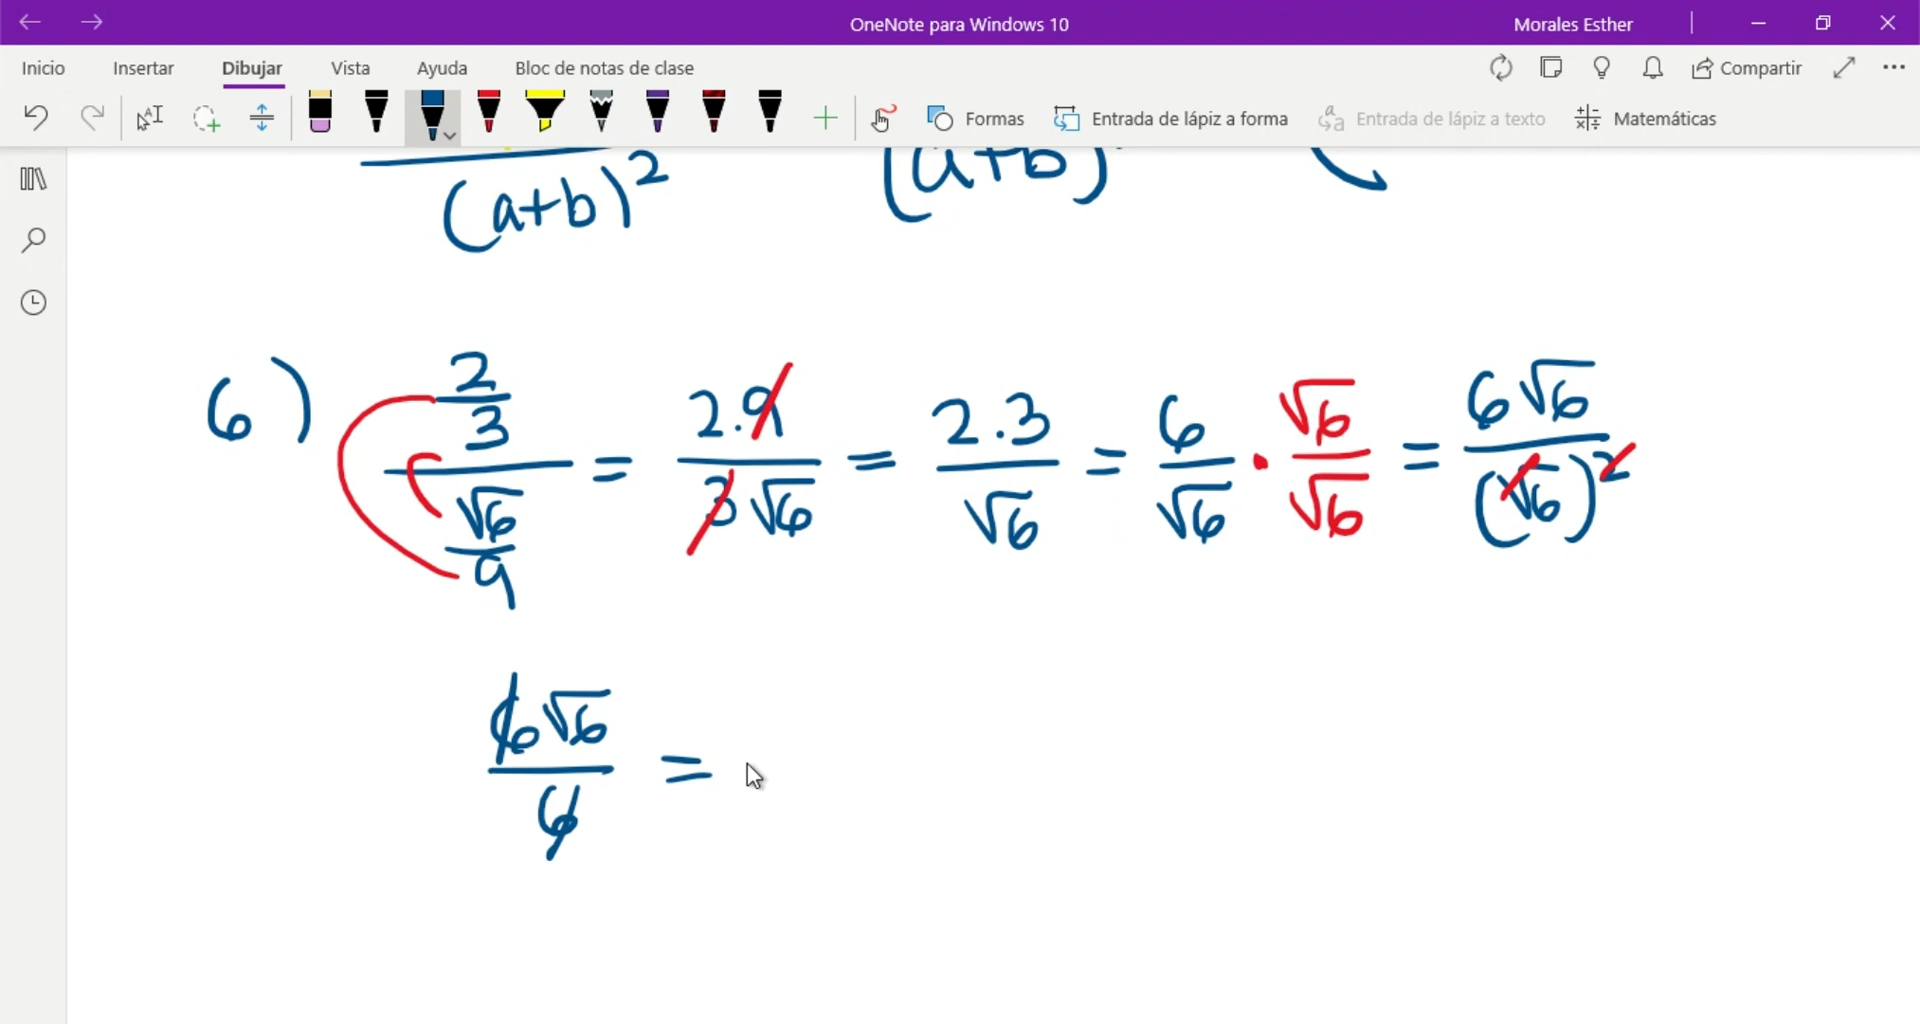 OneNote para Windows 10
Morales Esther
Inicio Insertar Dibujar Vista Ayuda Bloc de notas de clase
Compartir
Formas Entrada de lápiz a forma Entrada de lápiz a texto Matemáticas
(a+b)² (a+b)
6) (2/3)/(√6/9) = 2.9/3√6 = 2.3/√6 = 6/√6 · √6/√6 = 6√6/(√6)²
6√6/6 =